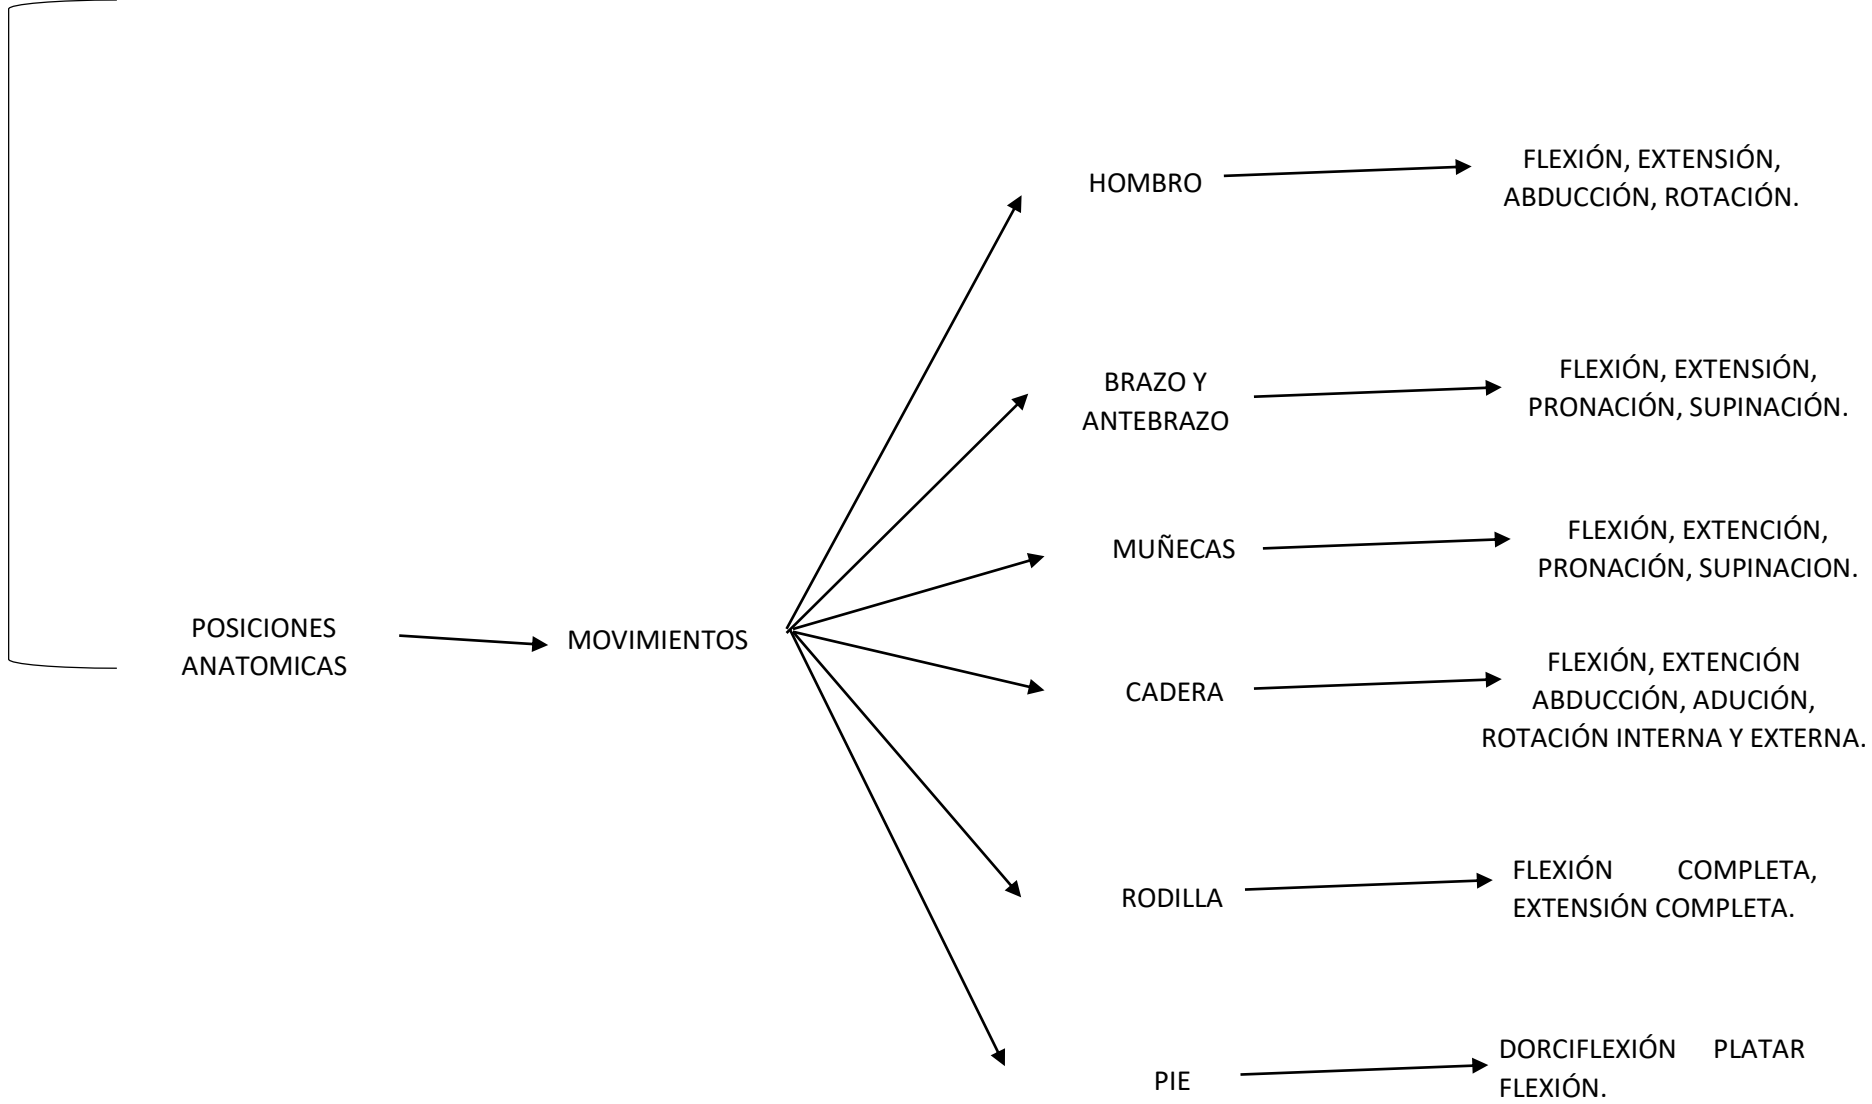 HOMBRO
FLEXIÓN, EXTENSIÓN,
ABDUCCIÓN, ROTACIÓN.
BRAZO Y
ANTEBRAZO
FLEXIÓN, EXTENSIÓN,
PRONACIÓN, SUPINACIÓN.
MUÑECAS
FLEXIÓN, EXTENCIÓN,
PRONACIÓN, SUPINACION.
POSICIONES
ANATOMICAS
MOVIMIENTOS
CADERA
FLEXIÓN, EXTENCIÓN
ABDUCCIÓN, ADUCIÓN,
ROTACIÓN INTERNA Y EXTERNA.
RODILLA
FLEXIÓN COMPLETA,
EXTENSIÓN COMPLETA.
PIE
DORCIFLEXIÓN PLATAR
FLEXIÓN.